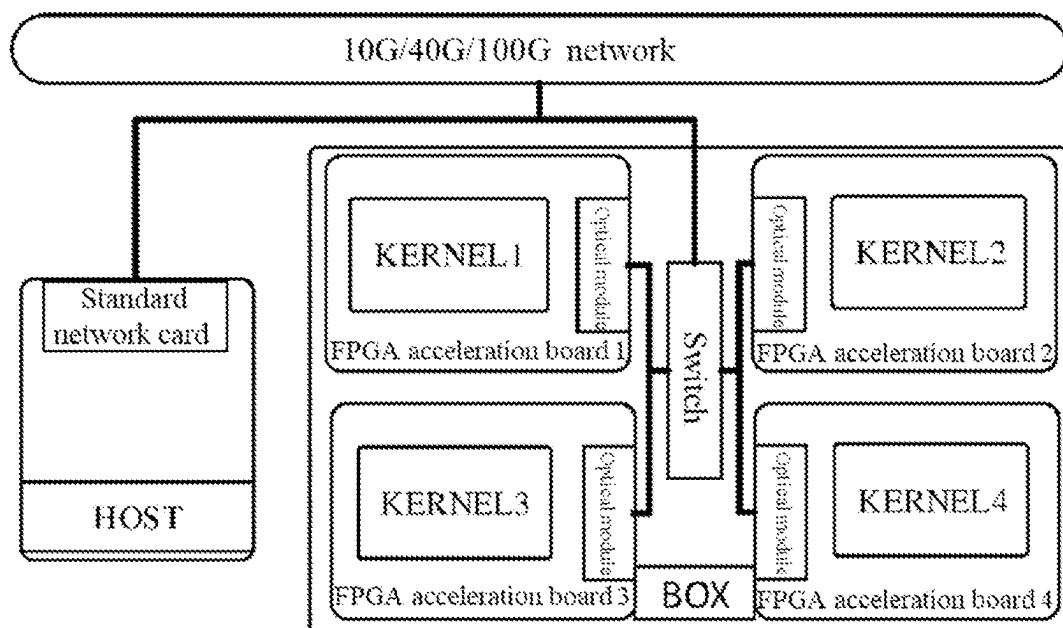 10G/40G/100G network
KERNEL1
Optical module
FPGA acceleration board 1
KERNEL2
Optical module
FPGA acceleration board 2
Switch
Standard
network card
HOST
KERNEL3
Optical module
FPGA acceleration board 3
KERNEL4
Optical module
FPGA acceleration board 4
BOX